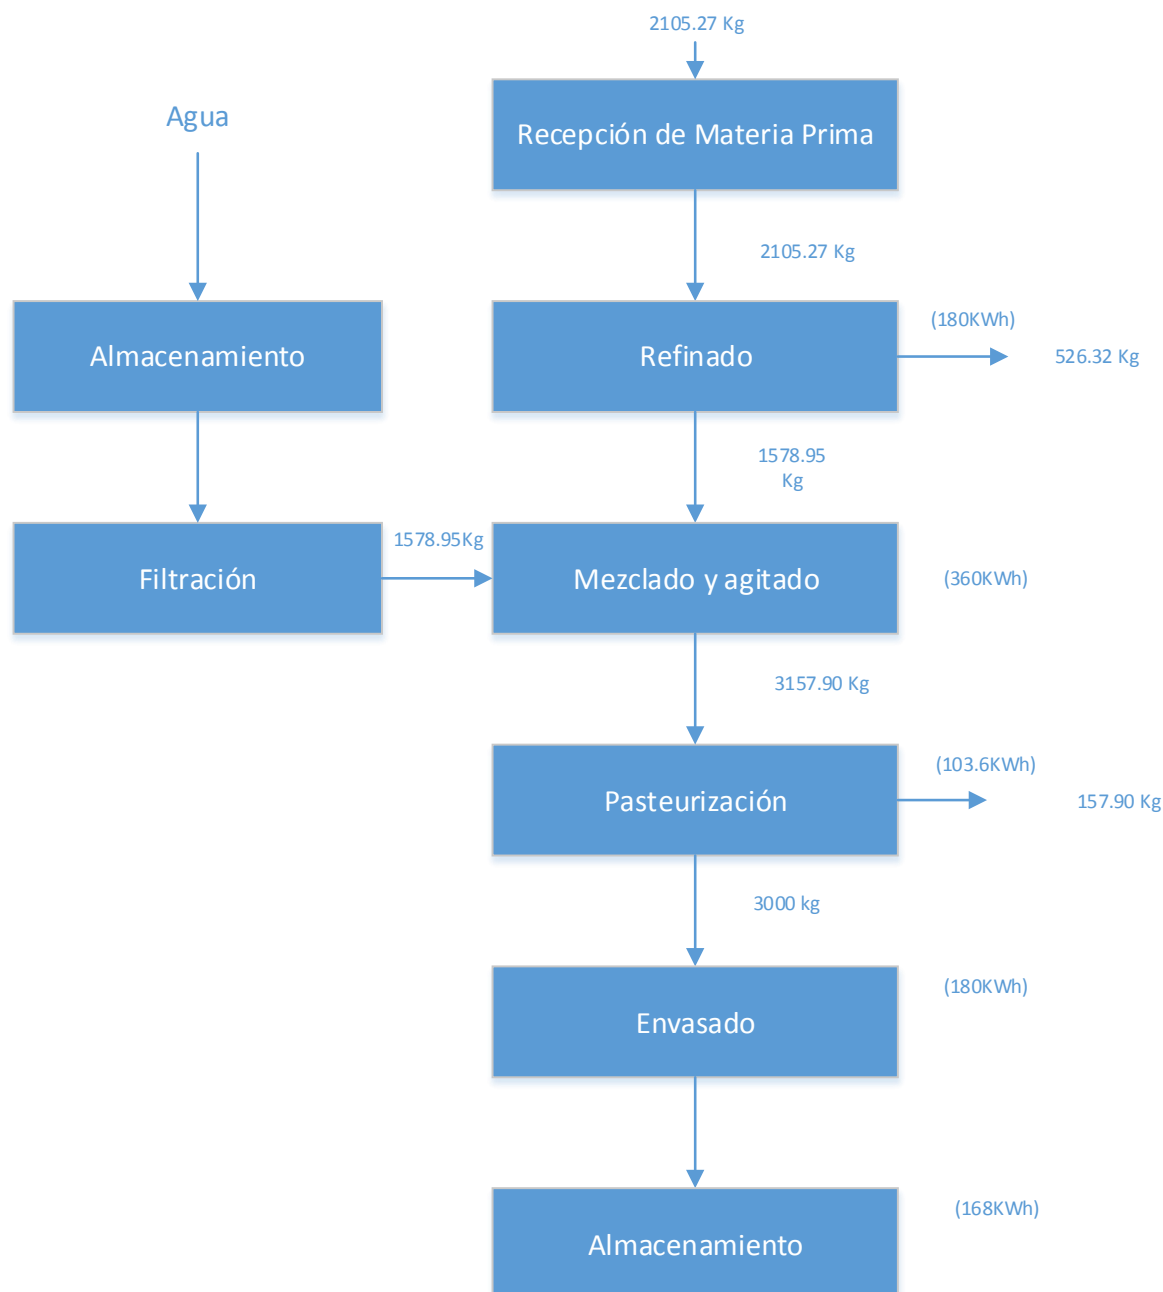 2105.27 Kg
Recepción de Materia Prima
Agua
2105.27 Kg
(180KWh)
Almacenamiento
Refinado
526.32 Kg
1578.95
Kg
1578.95Kg
Filtración
Mezclado y agitado
(360KWh)
3157.90 Kg
(103.6KWh)
Pasteurización
157.90 Kg
3000 kg
(180KWh)
Envasado
(168KWh)
Almacenamiento